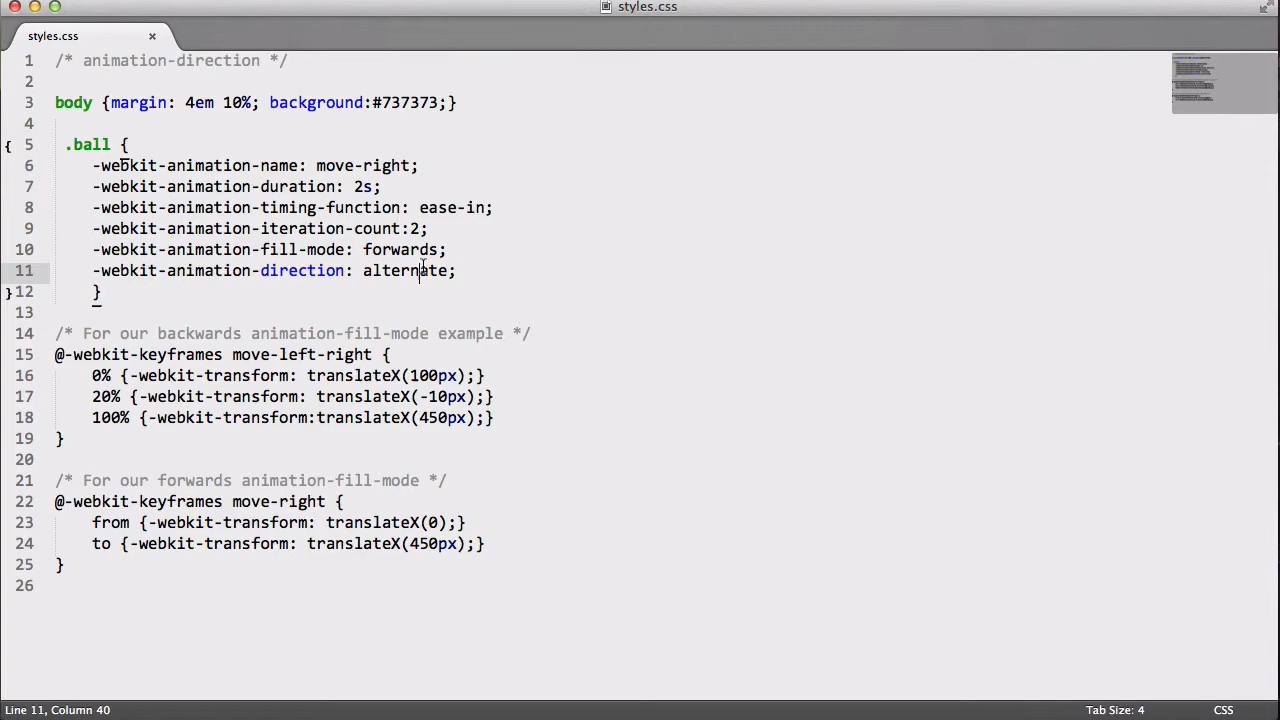 styles.css
styles.css ×
1 /* animation-direction */
2
3 body {margin: 4em 10%; background:#737373;}
4
{ 5 .ball {
6 -webkit-animation-name: move-right;
7 -webkit-animation-duration: 2s;
8 -webkit-animation-timing-function: ease-in;
9 -webkit-animation-iteration-count:2;
10 -webkit-animation-fill-mode: forwards;
11 -webkit-animation-direction: alternate;
} 12 }
13
14 /* For our backwards animation-fill-mode example */
15 @-webkit-keyframes move-left-right {
16 0% {-webkit-transform: translateX(100px);}
17 20% {-webkit-transform: translateX(-10px);}
18 100% {-webkit-transform:translateX(450px);}
19 }
20
21 /* For our forwards animation-fill-mode */
22 @-webkit-keyframes move-right {
23 from {-webkit-transform: translateX(0);}
24 to {-webkit-transform: translateX(450px);}
25 }
26
Line 11, Column 40 Tab Size: 4 CSS